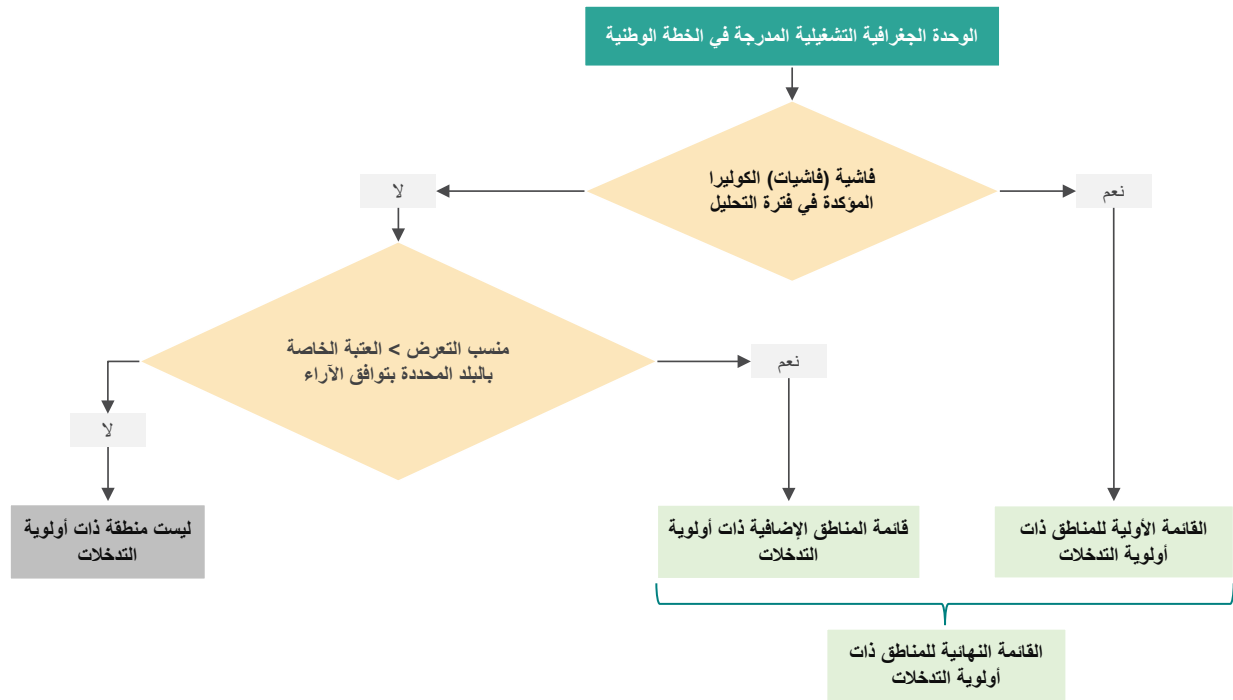 الوحدة الجغرافية التشغيلية المدرجة في الخطة الوطنية
فاشية (فاشيات) الكوليرا
المؤكدة في فترة التحليل
نعم
لا
منسب التعرض > العتبة الخاصة
بالبلد المحددة بتوافق الآراء
نعم
لا
القائمة الأولية للمناطق ذات
أولوية التدخلات
قائمة المناطق الإضافية ذات أولوية
التدخلات
ليست منطقة ذات أولوية
التدخلات
القائمة النهائية للمناطق ذات
أولوية التدخلات